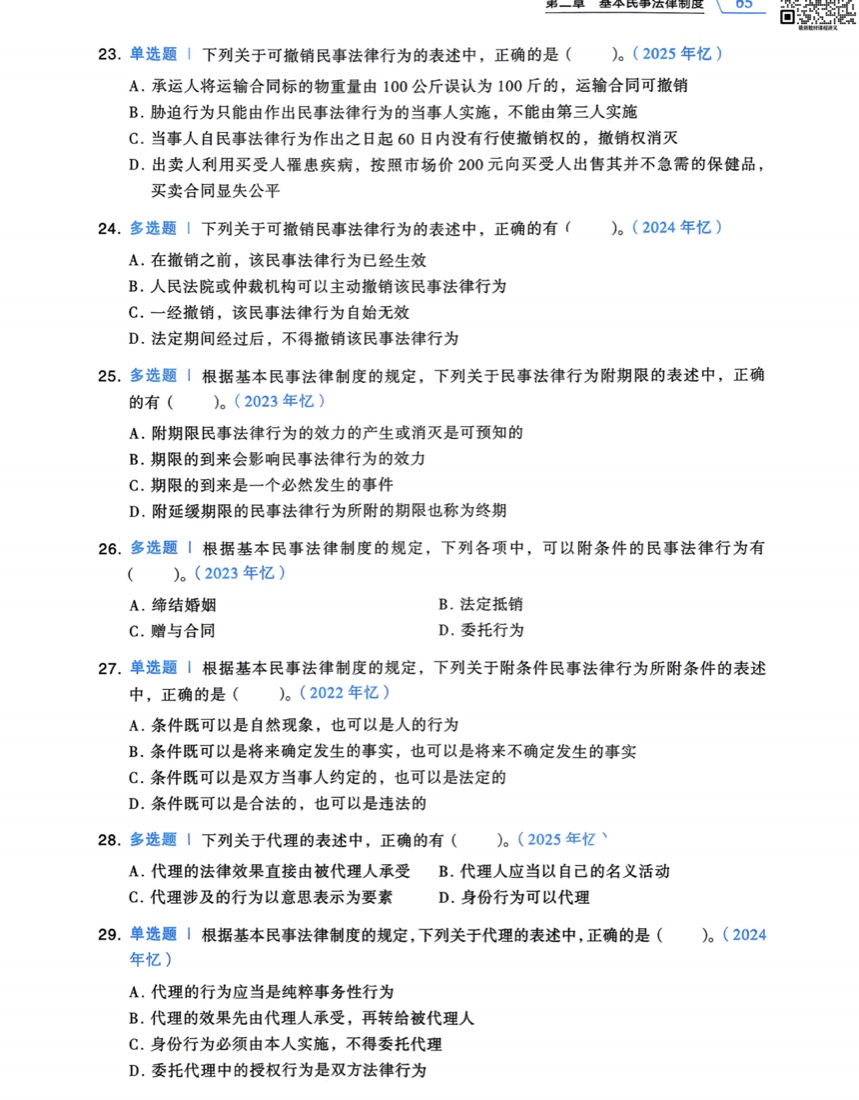 第二章 基本民事法律制度 65
23. 单选题 | 下列关于可撤销民事法律行为的表述中，正确的是（ ）。（2025年忆）
A. 承运人将运输合同标的物重量由100公斤误认为100斤的，运输合同可撤销
B. 胁迫行为只能由作出民事法律行为的当事人实施，不能由第三人实施
C. 当事人自民事法律行为作出之日起60日内没有行使撤销权的，撤销权消灭
D. 出卖人利用买受人罹患疾病，按照市场价200元向买受人出售其并不急需的保健品，
买卖合同显失公平
24. 多选题 | 下列关于可撤销民事法律行为的表述中，正确的有（ ）。（2024年忆）
A. 在撤销之前，该民事法律行为已经生效
B. 人民法院或仲裁机构可以主动撤销该民事法律行为
C. 一经撤销，该民事法律行为自始无效
D. 法定期间经过后，不得撤销该民事法律行为
25. 多选题 | 根据基本民事法律制度的规定，下列关于民事法律行为附期限的表述中，正确
的有（ ）。（2023年忆）
A. 附期限民事法律行为的效力的产生或消灭是可预知的
B. 期限的到来会影响民事法律行为的效力
C. 期限的到来是一个必然发生的事件
D. 附延缓期限的民事法律行为所附的期限也称为终期
26. 多选题 | 根据基本民事法律制度的规定，下列各项中，可以附条件的民事法律行为有
（ ）。（2023年忆）
A. 缔结婚姻 B. 法定抵销
C. 赠与合同 D. 委托行为
27. 单选题 | 根据基本民事法律制度的规定，下列关于附条件民事法律行为所附条件的表述
中，正确的是（ ）。（2022年忆）
A. 条件既可以是自然现象，也可以是人的行为
B. 条件既可以是将来确定发生的事实，也可以是将来不确定发生的事实
C. 条件既可以是双方当事人约定的，也可以是法定的
D. 条件既可以是合法的，也可以是违法的
28. 多选题 | 下列关于代理的表述中，正确的有（ ）。（2025年忆）
A. 代理的法律效果直接由被代理人承受 B. 代理人应当以自己的名义活动
C. 代理涉及的行为以意思表示为要素 D. 身份行为可以代理
29. 单选题 | 根据基本民事法律制度的规定，下列关于代理的表述中，正确的是（ ）。（2024
年忆）
A. 代理的行为应当是纯粹事务性行为
B. 代理的效果先由代理人承受，再转给被代理人
C. 身份行为必须由本人实施，不得委托代理
D. 委托代理中的授权行为是双方法律行为